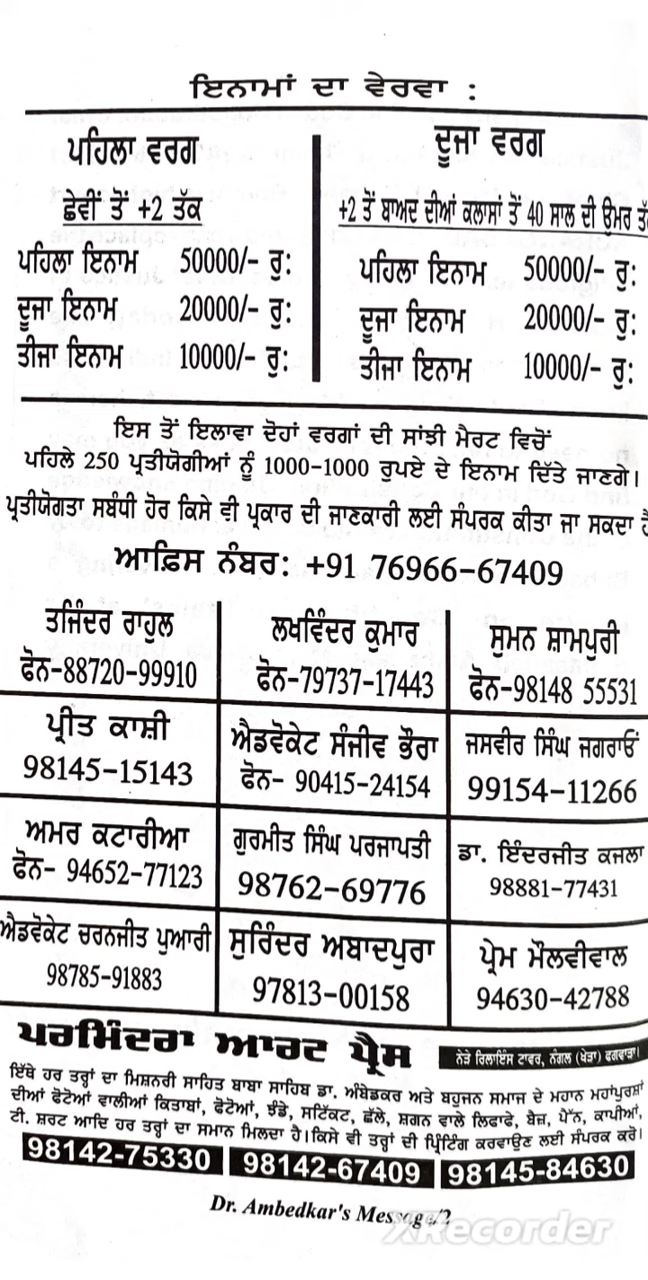 ਇਨਾਮਾਂ ਦਾ ਵੇਰਵਾ :
ਪਹਿਲਾ ਵਰਗ
ਛੇਵੀਂ ਤੋਂ +2 ਤੱਕ
ਪਹਿਲਾ ਇਨਾਮ 50000/- ਰੁ:
ਦੂਜਾ ਇਨਾਮ 20000/- ਰੁ:
ਤੀਜਾ ਇਨਾਮ 10000/- ਰੁ:
ਦੂਜਾ ਵਰਗ
+2 ਤੋਂ ਬਾਅਦ ਦੀਆਂ ਕਲਾਸਾਂ ਤੋਂ 40 ਸਾਲ ਦੀ ਉਮਰ ਤੱ
ਪਹਿਲਾ ਇਨਾਮ 50000/- ਰੁ:
ਦੂਜਾ ਇਨਾਮ 20000/- ਰੁ:
ਤੀਜਾ ਇਨਾਮ 10000/- ਰੁ:
ਇਸ ਤੋਂ ਇਲਾਵਾ ਦੋਹਾਂ ਵਰਗਾਂ ਦੀ ਸਾਂਝੀ ਮੈਰਟ ਵਿਚੋਂ
ਪਹਿਲੇ 250 ਪ੍ਰਤੀਯੋਗੀਆਂ ਨੂੰ 1000-1000 ਰੁਪਏ ਦੇ ਇਨਾਮ ਦਿੱਤੇ ਜਾਣਗੇ।
ਪ੍ਰਤੀਯੋਗਤਾ ਸਬੰਧੀ ਹੋਰ ਕਿਸੇ ਵੀ ਪ੍ਰਕਾਰ ਦੀ ਜਾਣਕਾਰੀ ਲਈ ਸੰਪਰਕ ਕੀਤਾ ਜਾ ਸਕਦਾ ਹੈ
ਆਫ਼ਿਸ ਨੰਬਰ: +91 76966-67409
ਤਜਿੰਦਰ ਰਾਹੁਲ
ਫੋਨ-88720-99910
ਲਖਵਿੰਦਰ ਕੁਮਾਰ
ਫੋਨ-79737-17443
ਸੁਮਨ ਸ਼ਾਮਪੁਰੀ
ਫੋਨ-98148 55531
ਪ੍ਰੀਤ ਕਾਸ਼ੀ
98145-15143
ਐਡਵੋਕੇਟ ਸੰਜੀਵ ਭੌਰਾ
ਫੋਨ- 90415-24154
ਜਸਵੀਰ ਸਿੰਘ ਜਗਰਾਓਂ
99154-11266
ਅਮਰ ਕਟਾਰੀਆ
ਫੋਨ- 94652-77123
ਗੁਰਮੀਤ ਸਿੰਘ ਪਰਜਾਪਤੀ
98762-69776
ਡਾ. ਇੰਦਰਜੀਤ ਕਜਲਾ
98881-77431
ਐਡਵੋਕੇਟ ਚਰਨਜੀਤ ਪੁਆਰੀ
98785-91883
ਸੁਰਿੰਦਰ ਅਬਾਦਪੁਰਾ
97813-00158
ਪ੍ਰੇਮ ਮੌਲਵੀਵਾਲ
94630-42788
ਪਰਮਿੰਦਰਾ ਆਰਟ ਪ੍ਰੈਸ ਨੇੜੇ ਰਿਲਾਇੰਸ ਟਾਵਰ, ਨੰਗਲ (ਖੇੜਾ) ਫਗਵਾੜਾ।
ਇੱਥੇ ਹਰ ਤਰ੍ਹਾਂ ਦਾ ਮਿਸ਼ਨਰੀ ਸਾਹਿਤ ਬਾਬਾ ਸਾਹਿਬ ਡਾ. ਅੰਬੇਡਕਰ ਅਤੇ ਬਹੁਜਨ ਸਮਾਜ ਦੇ ਮਹਾਨ ਮਹਾਂਪੁਰਸ਼ਾਂ
ਦੀਆਂ ਫੋਟੋਆਂ ਵਾਲੀਆਂ ਕਿਤਾਬਾਂ, ਫੋਟੋਆਂ, ਝੰਡੇ, ਸਟਿੱਕਟ, ਛੱਲੇ, ਸ਼ਗਨ ਵਾਲੇ ਲਿਫਾਫੇ, ਬੈਜ਼, ਪੈੱਨ, ਕਾਪੀਆਂ,
ਟੀ. ਸ਼ਰਟ ਆਦਿ ਹਰ ਤਰ੍ਹਾਂ ਦਾ ਸਮਾਨ ਮਿਲਦਾ ਹੈ।ਕਿਸੇ ਵੀ ਤਰ੍ਹਾਂ ਦੀ ਪ੍ਰਿੰਟਿੰਗ ਕਰਵਾਉਣ ਲਈ ਸੰਪਰਕ ਕਰੋ।
98142-75330 98142-67409 98145-84630
Dr. Ambedkar's Message/2
XRecorder